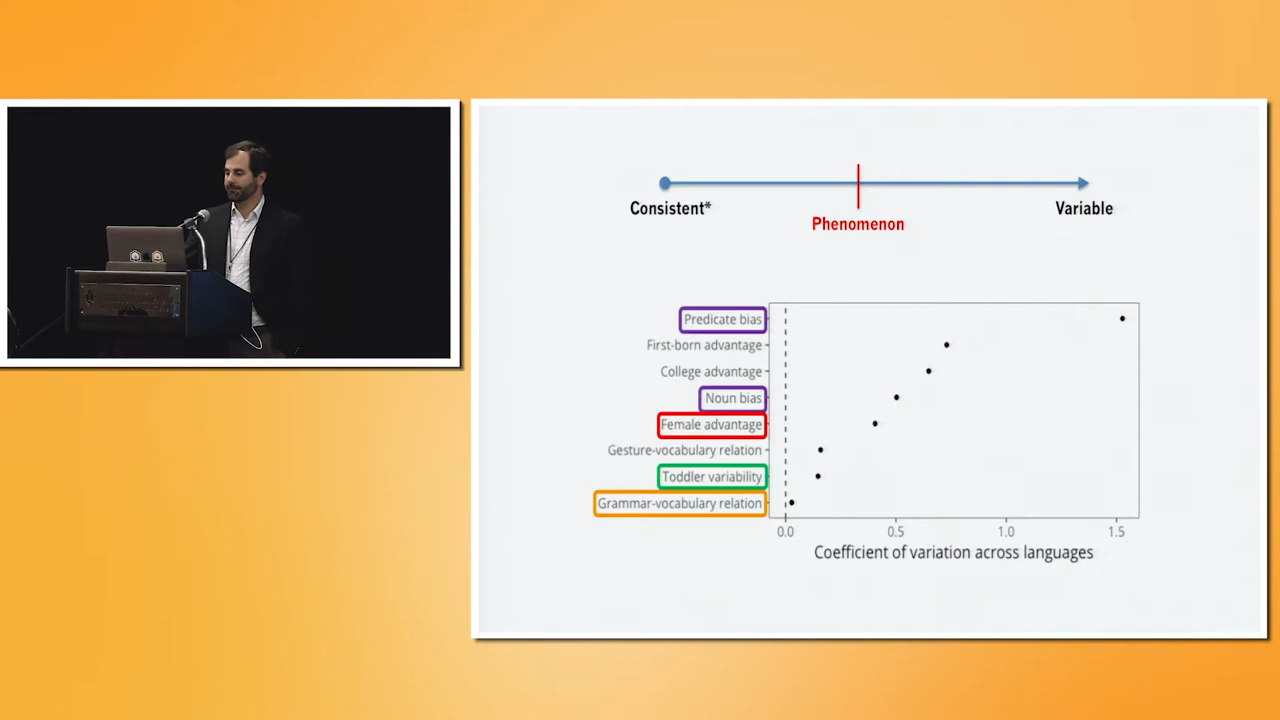 Consistent*
Phenomenon
Variable
Predicate bias
First-born advantage
College advantage
Noun bias
Female advantage
Gesture-vocabulary relation
Toddler variability
Grammar-vocabulary relation
0.0 0.5 1.0 1.5
Coefficient of variation across languages